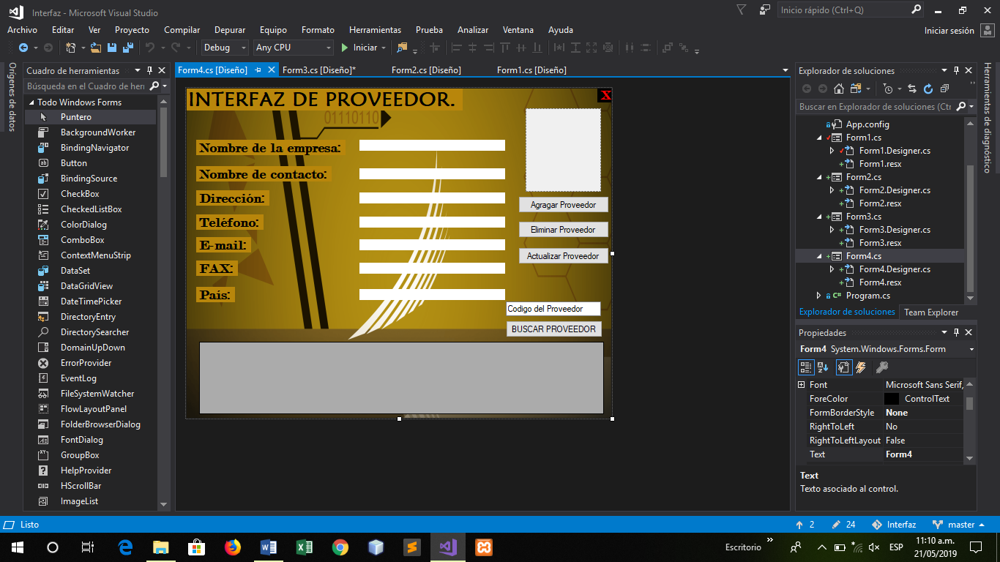 Interfaz - Microsoft Visual Studio
Inicio rápido (Ctrl+Q)
Archivo Editar Ver Proyecto Compilar Depurar Equipo Formato Herramientas Prueba Analizar Ventana Ayuda
Iniciar sesión
Debug Any CPU Iniciar
Orígenes de datos
Cuadro de herramientas
Búsqueda en el Cuadro de her
Todo Windows Forms
Puntero
BackgroundWorker
BindingNavigator
Button
BindingSource
CheckBox
CheckedListBox
ColorDialog
ComboBox
ContextMenuStrip
DataSet
DataGridView
DateTimePicker
DirectoryEntry
DirectorySearcher
DomainUpDown
ErrorProvider
EventLog
FileSystemWatcher
FlowLayoutPanel
FolderBrowserDialog
FontDialog
GroupBox
HelpProvider
HScrollBar
ImageList
Form4.cs [Diseño] Form3.cs [Diseño]* Form2.cs [Diseño] Form1.cs [Diseño]
INTERFAZ DE PROVEEDOR.
X
01110110
Nombre de la empresa:
Nombre de contacto:
Dirección:
Teléfono:
E-mail:
FAX:
País:
Agragar Proveedor
Eliminar Proveedor
Actualizar Proveedor
Codigo del Proveedor
BUSCAR PROVEEDOR
Explorador de soluciones
Buscar en Explorador de soluciones (Ctr
App.config
Form1.cs
Form1.Designer.cs
Form1.resx
Form2.cs
Form2.Designer.cs
Form2.resx
Form3.cs
Form3.Designer.cs
Form3.resx
Form4.cs
Form4.Designer.cs
Form4.resx
C# Program.cs
Explorador de soluciones Team Explorer
Propiedades
Form4 System.Windows.Forms.Form
Font Microsoft Sans Serif,
ForeColor ControlText
FormBorderStyle None
RightToLeft No
RightToLeftLayout False
Text Form4
Text
Texto asociado al control.
Herramientas de diagnóstico
Listo
2 24 Interfaz master
Escritorio
ESP
11:10 a.m.
21/05/2019